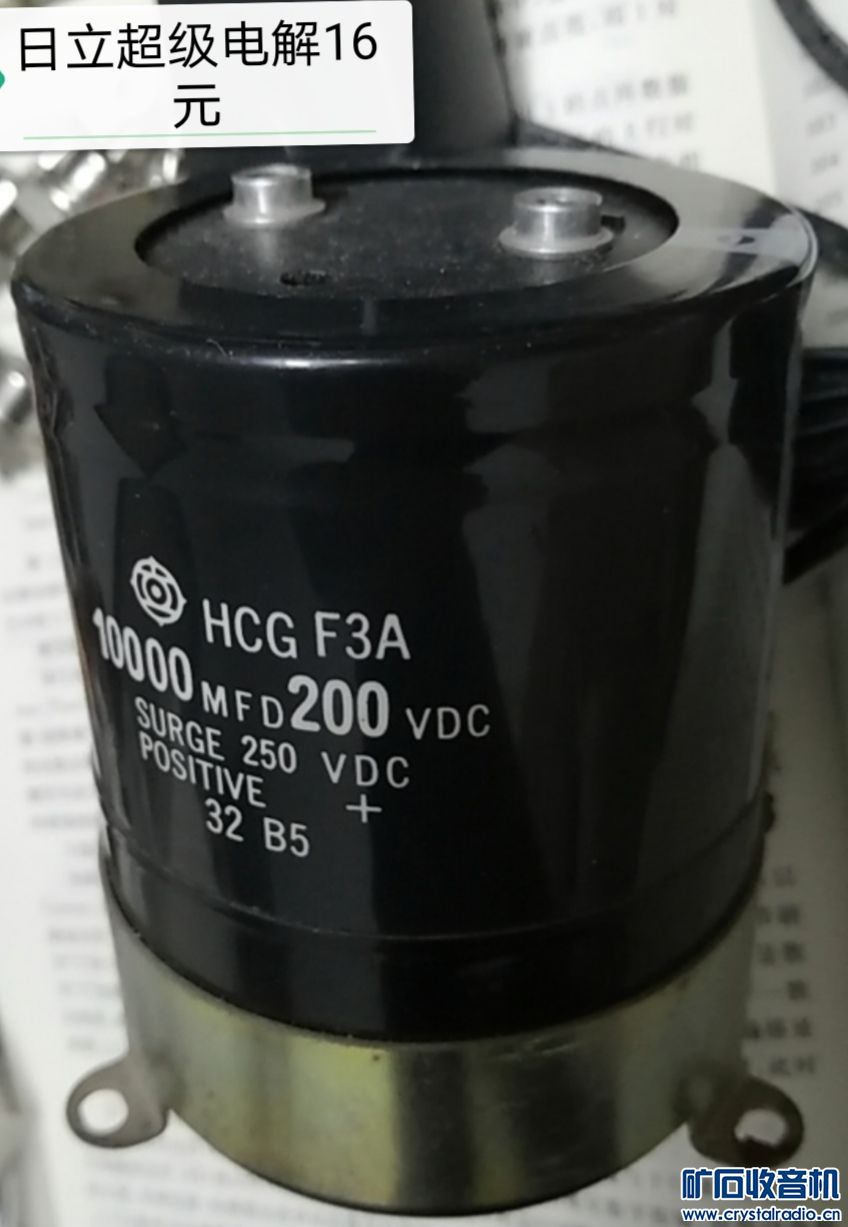 日立超级电解16
元
HCG F3A
10000 MFD 200 VDC
SURGE 250 VDC
POSITIVE +
32 B5
矿石收音机
www.crystalradio.cn